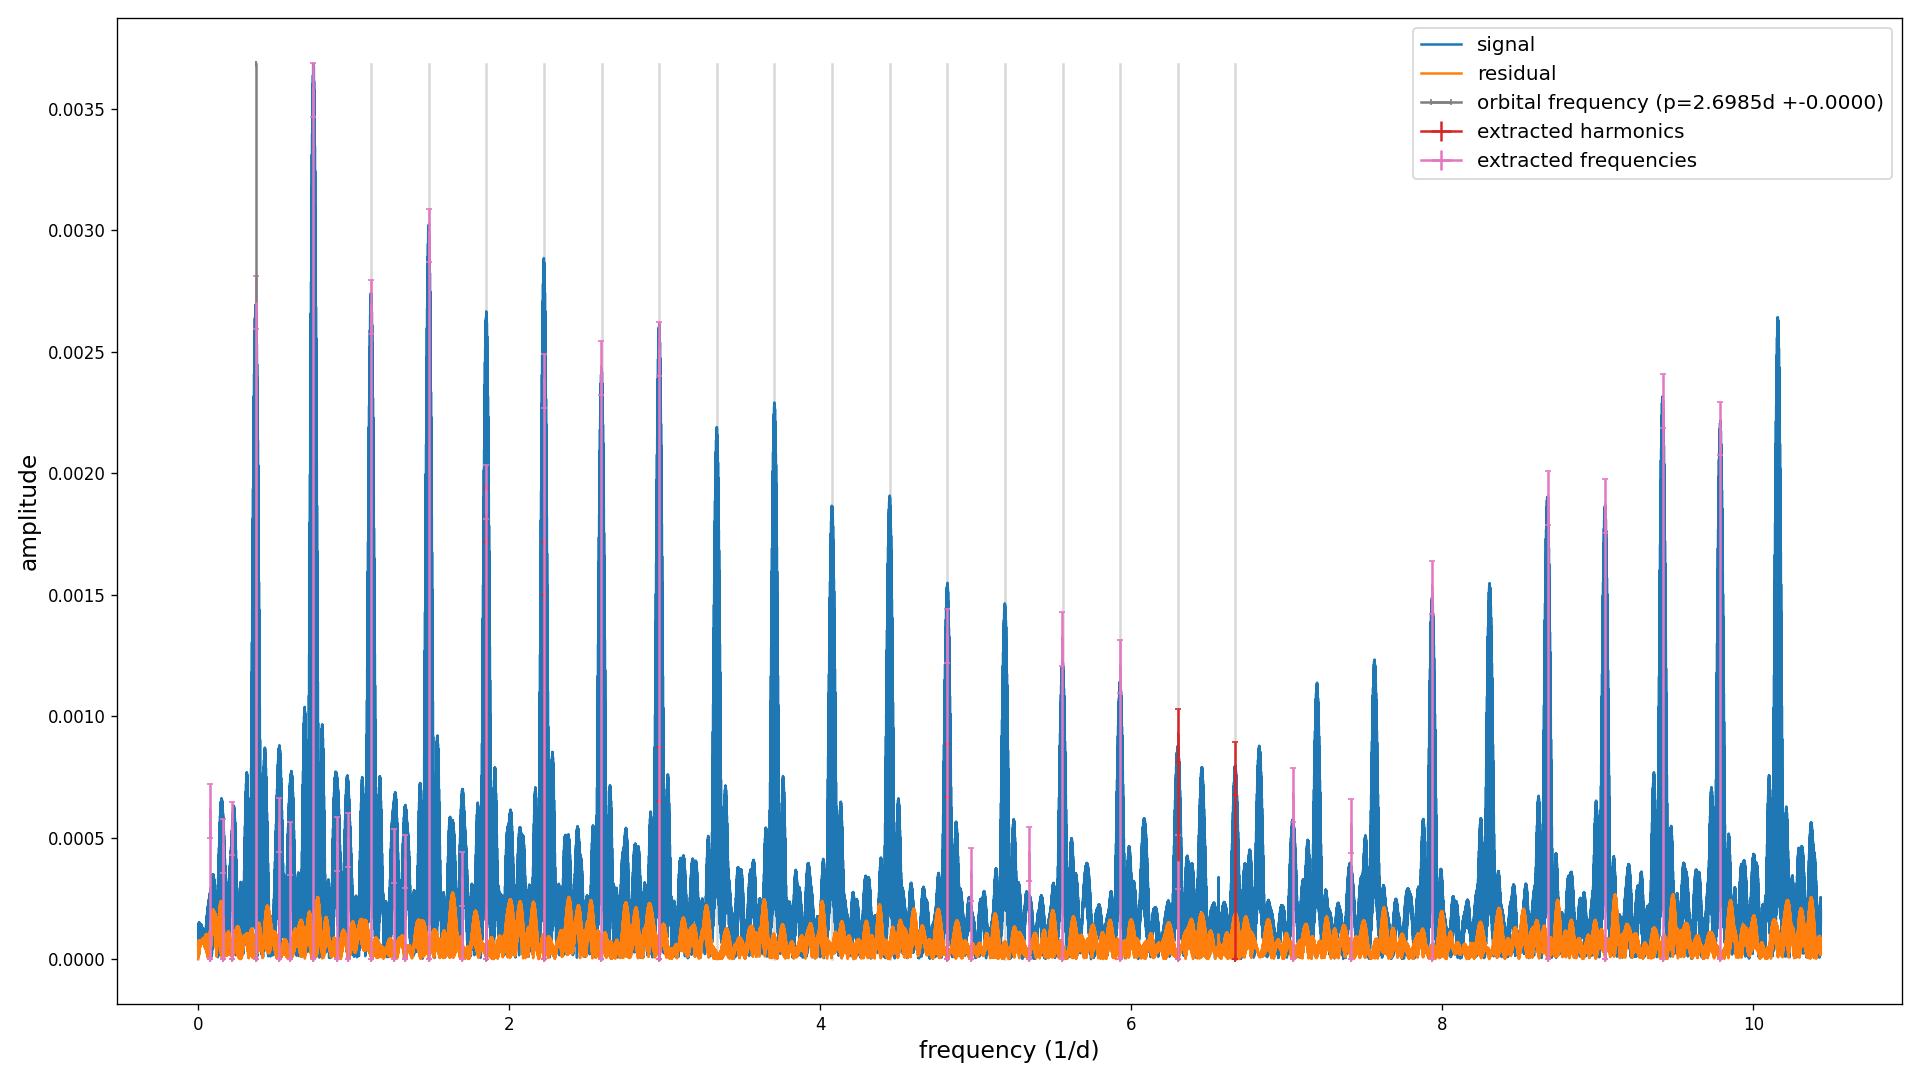 signal
residual
orbital frequency (p=2.6985d +-0.0000)
extracted harmonics
extracted frequencies
amplitude
0.0035
0.0030
0.0025
0.0020
0.0015
0.0010
0.0005
0.0000
0 2 4 6 8 10
frequency (1/d)